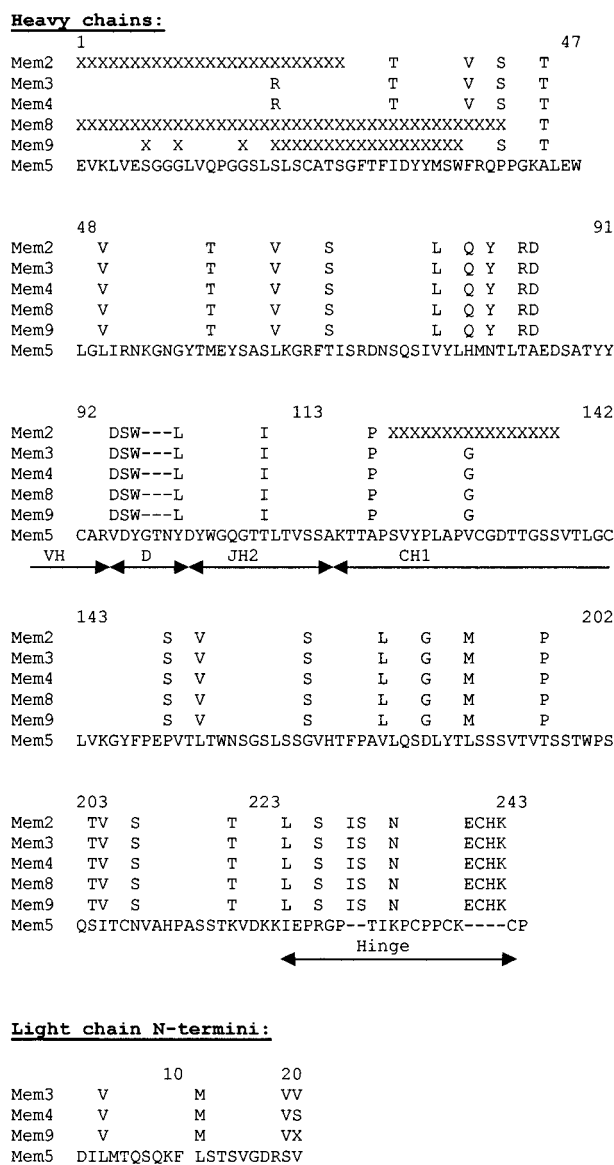 Heavy chains:
1 47
Mem2 XXXXXXXXXXXXXXXXXXXXXXXXX T V S T
Mem3 R T V S T
Mem4 R T V S T
Mem8 XXXXXXXXXXXXXXXXXXXXXXXXXXXXXXXXXXXXXXXX T
Mem9 X X X XXXXXXXXXXXXXXXXXX S T
Mem5 EVKLVESGGGLVQPGGSLSLSCATSGFTFIDYYMSWFRQPPGKALEW
48 91
Mem2 V T V S L Q Y RD
Mem3 V T V S L Q Y RD
Mem4 V T V S L Q Y RD
Mem8 V T V S L Q Y RD
Mem9 V T V S L Q Y RD
Mem5 LGLIRNKGNGYTMEYSASLKGRFTISRDNSQSIVYLHMNTLTAEDSATYY
92 113 142
Mem2 DSW---L I P XXXXXXXXXXXXXXXX
Mem3 DSW---L I P G
Mem4 DSW---L I P G
Mem8 DSW---L I P G
Mem9 DSW---L I P G
Mem5 CARVDYGTNYDYWGQGTTLTVSSAKTTAPSVYPLAPVCGDTTGSSVTLGC
VH D JH2 CH1
143 202
Mem2 S V S L G M P
Mem3 S V S L G M P
Mem4 S V S L G M P
Mem8 S V S L G M P
Mem9 S V S L G M P
Mem5 LVKGYFPEPVTLTWNSGSLSSGVHTFPAVLQSDLYTLSSSVTVTSSTWPS
203 223 243
Mem2 TV S T L S IS N ECHK
Mem3 TV S T L S IS N ECHK
Mem4 TV S T L S IS N ECHK
Mem8 TV S T L S IS N ECHK
Mem9 TV S T L S IS N ECHK
Mem5 QSITCNVAHPASSTKVDKKIEPRGP--TIKPCPPCK----CP
Hinge
Light chain N-termini:
10 20
Mem3 V M VV
Mem4 V M VS
Mem9 V M VX
Mem5 DILMTQSQKF LSTSVGDRSV